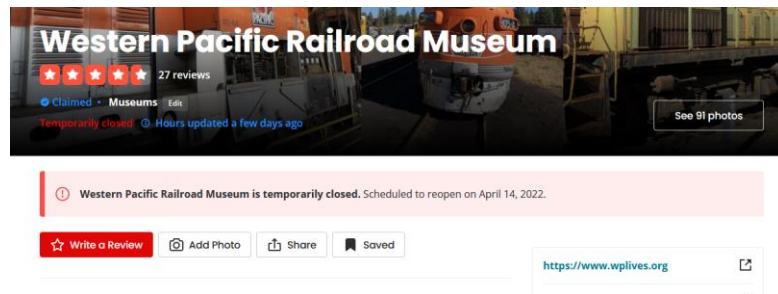 Western Pacific Railroad Museum
27 reviews
Claimed • Museums Edit
Temporarily closed Hours updated a few days ago
See 91 photos
Western Pacific Railroad Museum is temporarily closed. Scheduled to reopen on April 14, 2022.
Write a Review Add Photo Share Saved
https://www.wplives.org